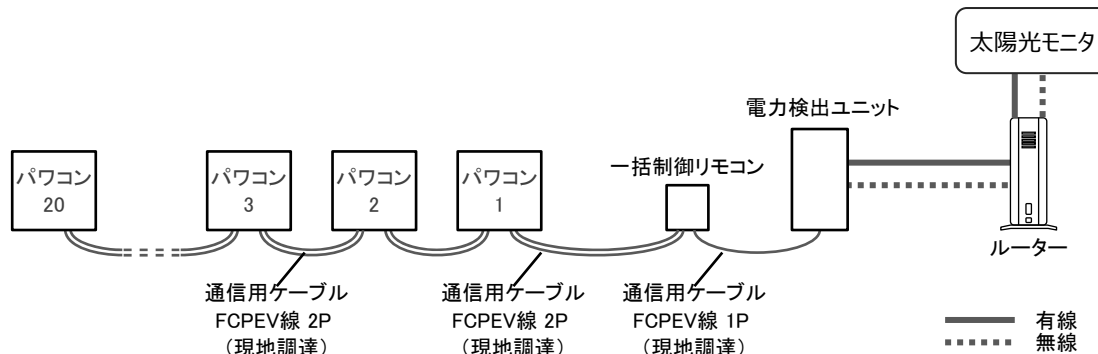 太陽光モニタ
電力検出ユニット
一括制御リモコン
パワコン
20
パワコン
3
パワコン
2
パワコン
1
ルーター
通信用ケーブル
FCPEV線 2P
（現地調達）
通信用ケーブル
FCPEV線 2P
（現地調達）
通信用ケーブル
FCPEV線 1P
（現地調達）
有線
無線